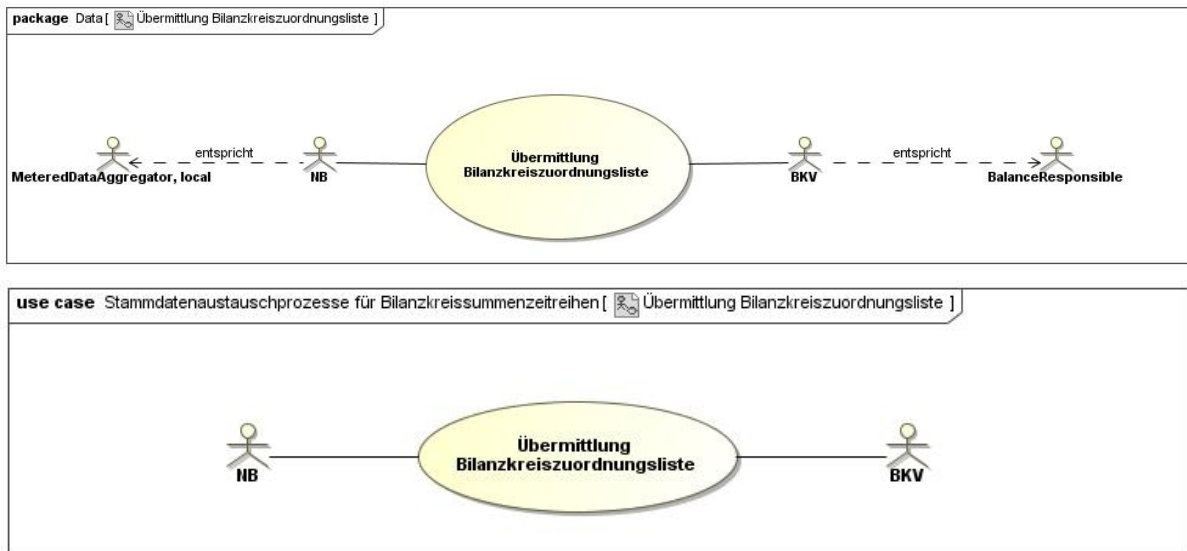 package Data [ Übermittlung Bilanzkreiszuordnungsliste ]
entspricht
entspricht
MeteredDataAggregator, local
NB
Übermittlung
Bilanzkreiszuordnungsliste
BKV
BalanceResponsible
use case Stammdatenaustauschprozesse für Bilanzkreissummenzeitreihen [ Übermittlung Bilanzkreiszuordnungsliste ]
NB
Übermittlung
Bilanzkreiszuordnungsliste
BKV